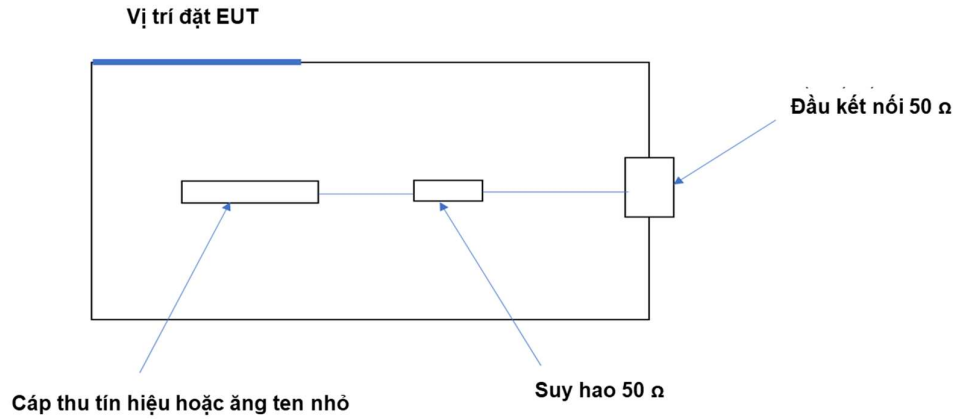 Vị trí đặt EUT
Đầu kết nối 50 Ω
Suy hao 50 Ω
Cáp thu tín hiệu hoặc ăng ten nhỏ